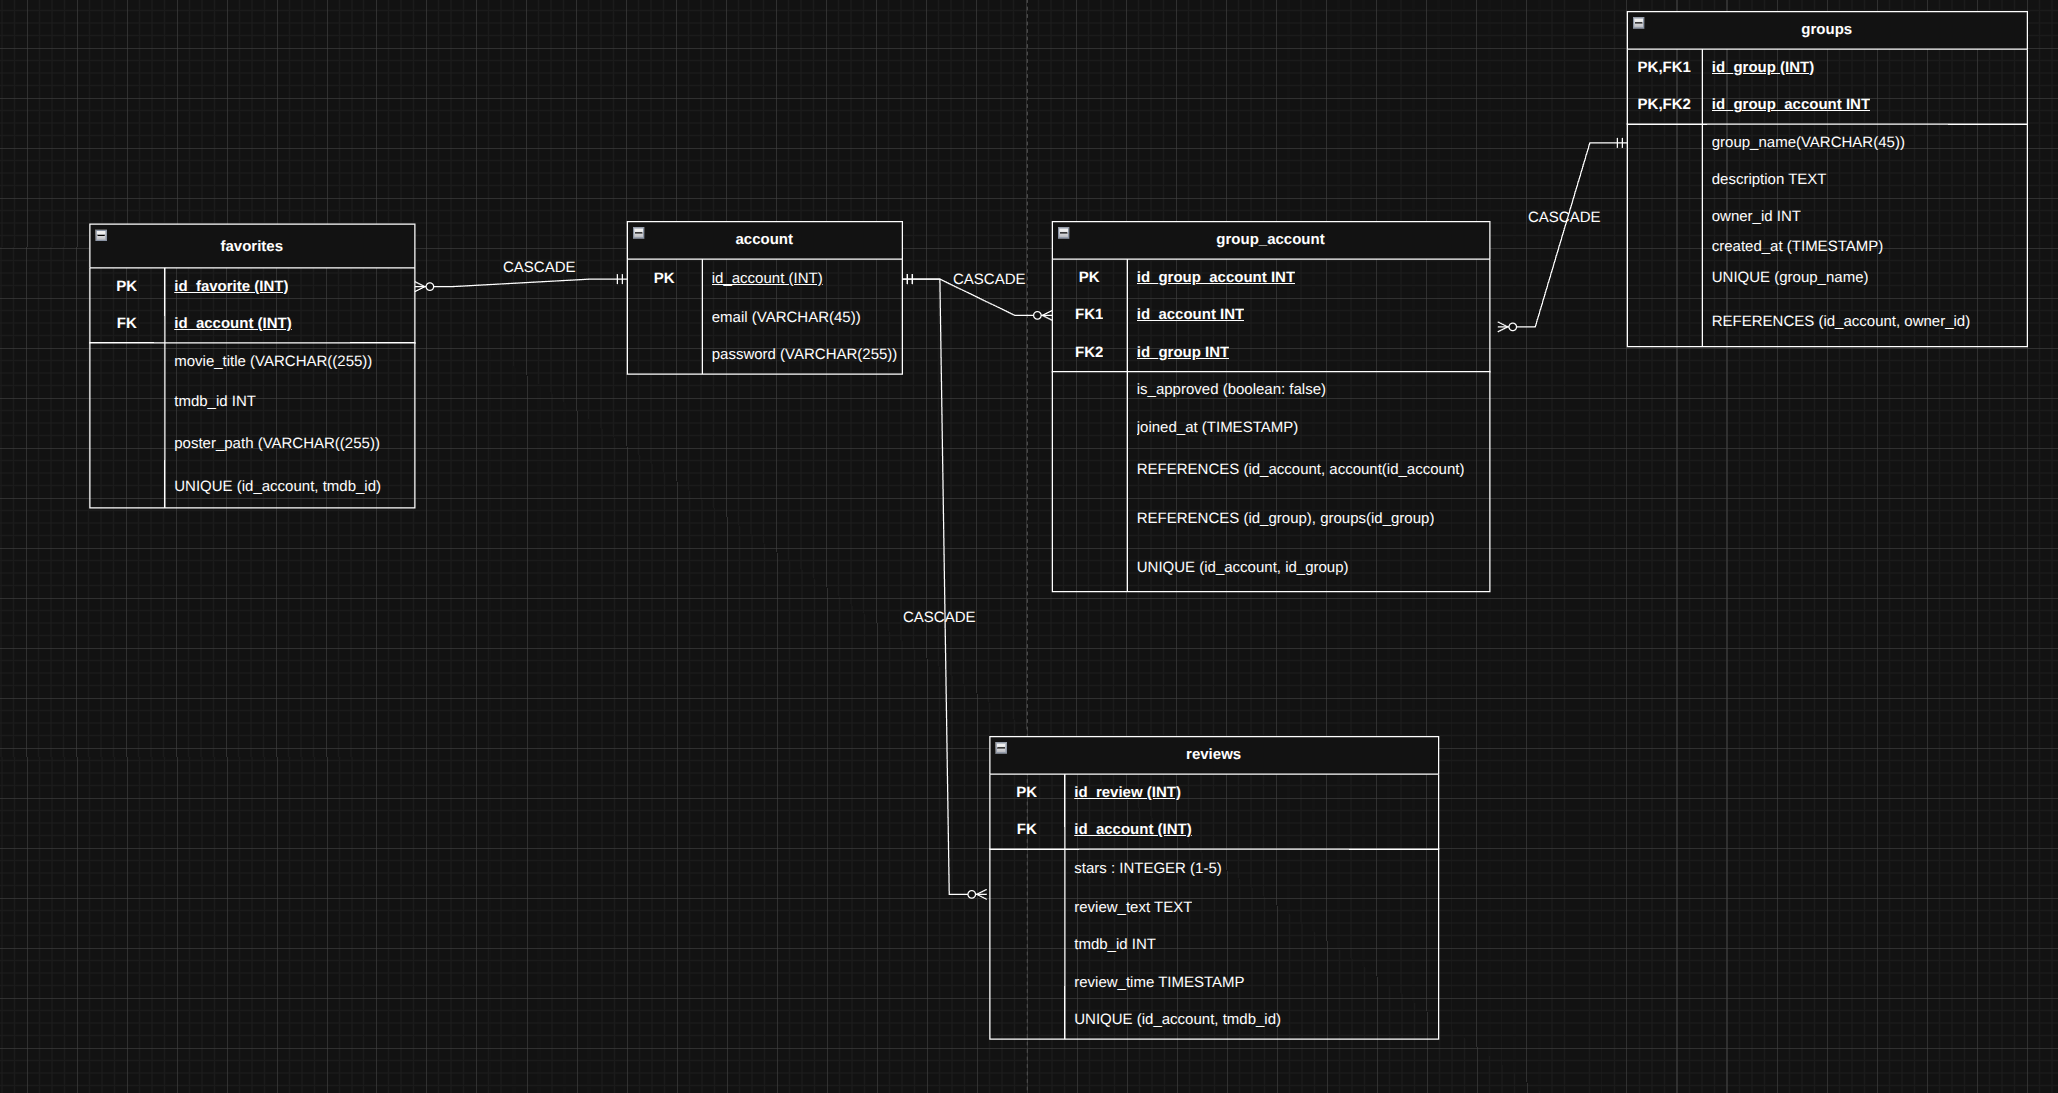 groups
PK,FK1 id_group (INT)
PK,FK2 id_group_account INT
group_name(VARCHAR(45))
description TEXT
owner_id INT
created_at (TIMESTAMP)
UNIQUE (group_name)
REFERENCES (id_account, owner_id)
CASCADE
favorites
PK id_favorite (INT)
FK id_account (INT)
movie_title (VARCHAR((255))
tmdb_id INT
poster_path (VARCHAR((255))
UNIQUE (id_account, tmdb_id)
CASCADE
account
PK id_account (INT)
email (VARCHAR(45))
password (VARCHAR(255))
CASCADE
group_account
PK id_group_account INT
FK1 id_account INT
FK2 id_group INT
is_approved (boolean: false)
joined_at (TIMESTAMP)
REFERENCES (id_account, account(id_account)
REFERENCES (id_group), groups(id_group)
UNIQUE (id_account, id_group)
CASCADE
reviews
PK id_review (INT)
FK id_account (INT)
stars : INTEGER (1-5)
review_text TEXT
tmdb_id INT
review_time TIMESTAMP
UNIQUE (id_account, tmdb_id)